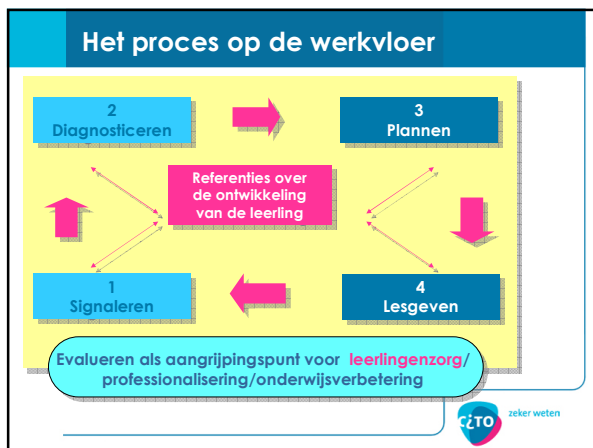 Het proces op de werkvloer
2
Diagnosticeren
3
Plannen
Referenties over
de ontwikkeling
van de leerling
1
Signaleren
4
Lesgeven
Evalueren als aangrijpingspunt voor leerlingenzorg/
professionalisering/onderwijsverbetering
CiTO
zeker weten